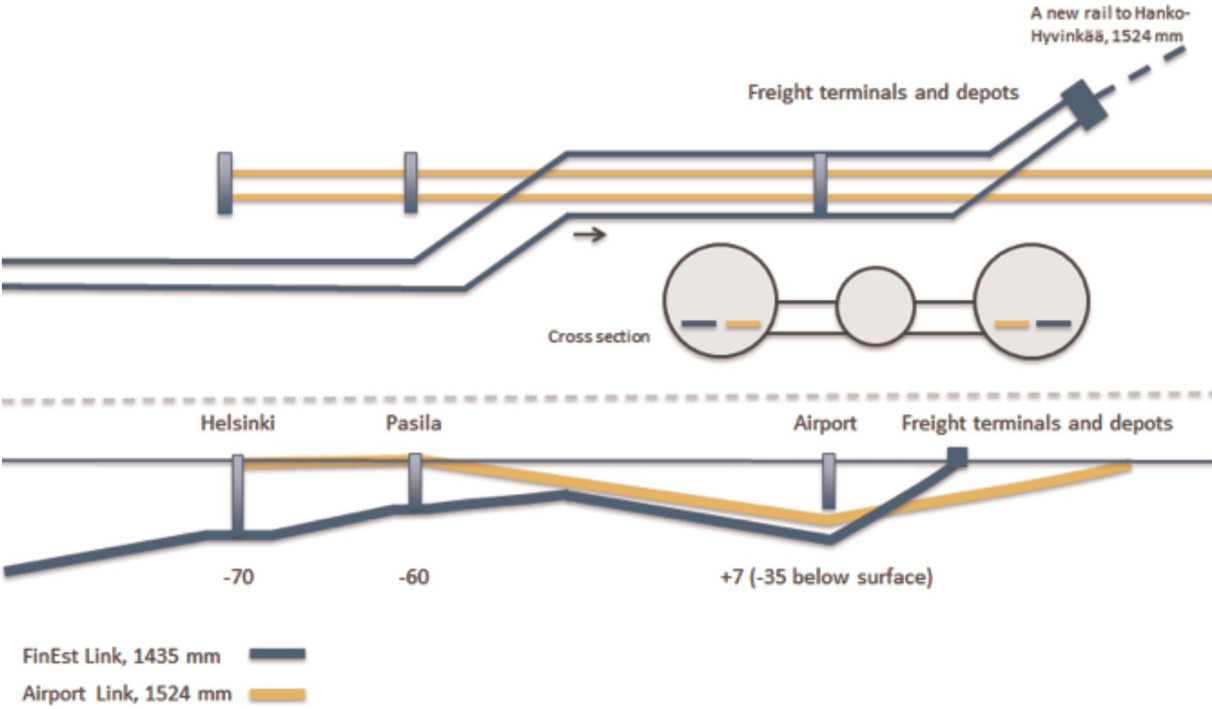 A new rail to Hanko-
Hyvinkää, 1524 mm
Freight terminals and depots
Cross section
Helsinki
Pasila
Airport
Freight terminals and depots
-70
-60
+7 (-35 below surface)
FinEst Link, 1435 mm
Airport Link, 1524 mm